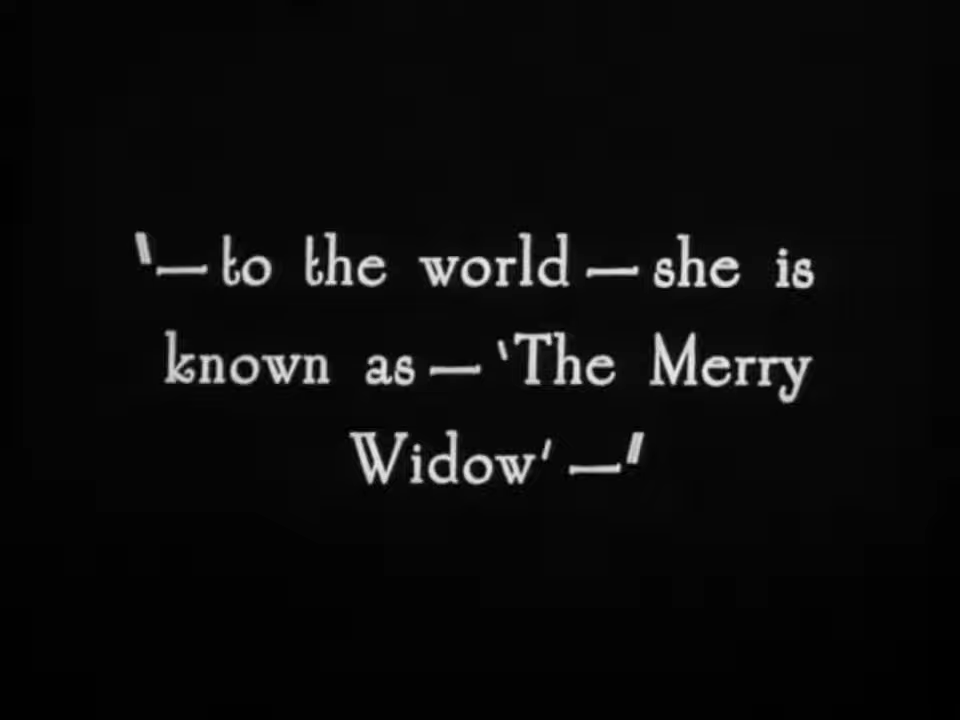 "— to the world — she is
known as — 'The Merry
Widow' —"